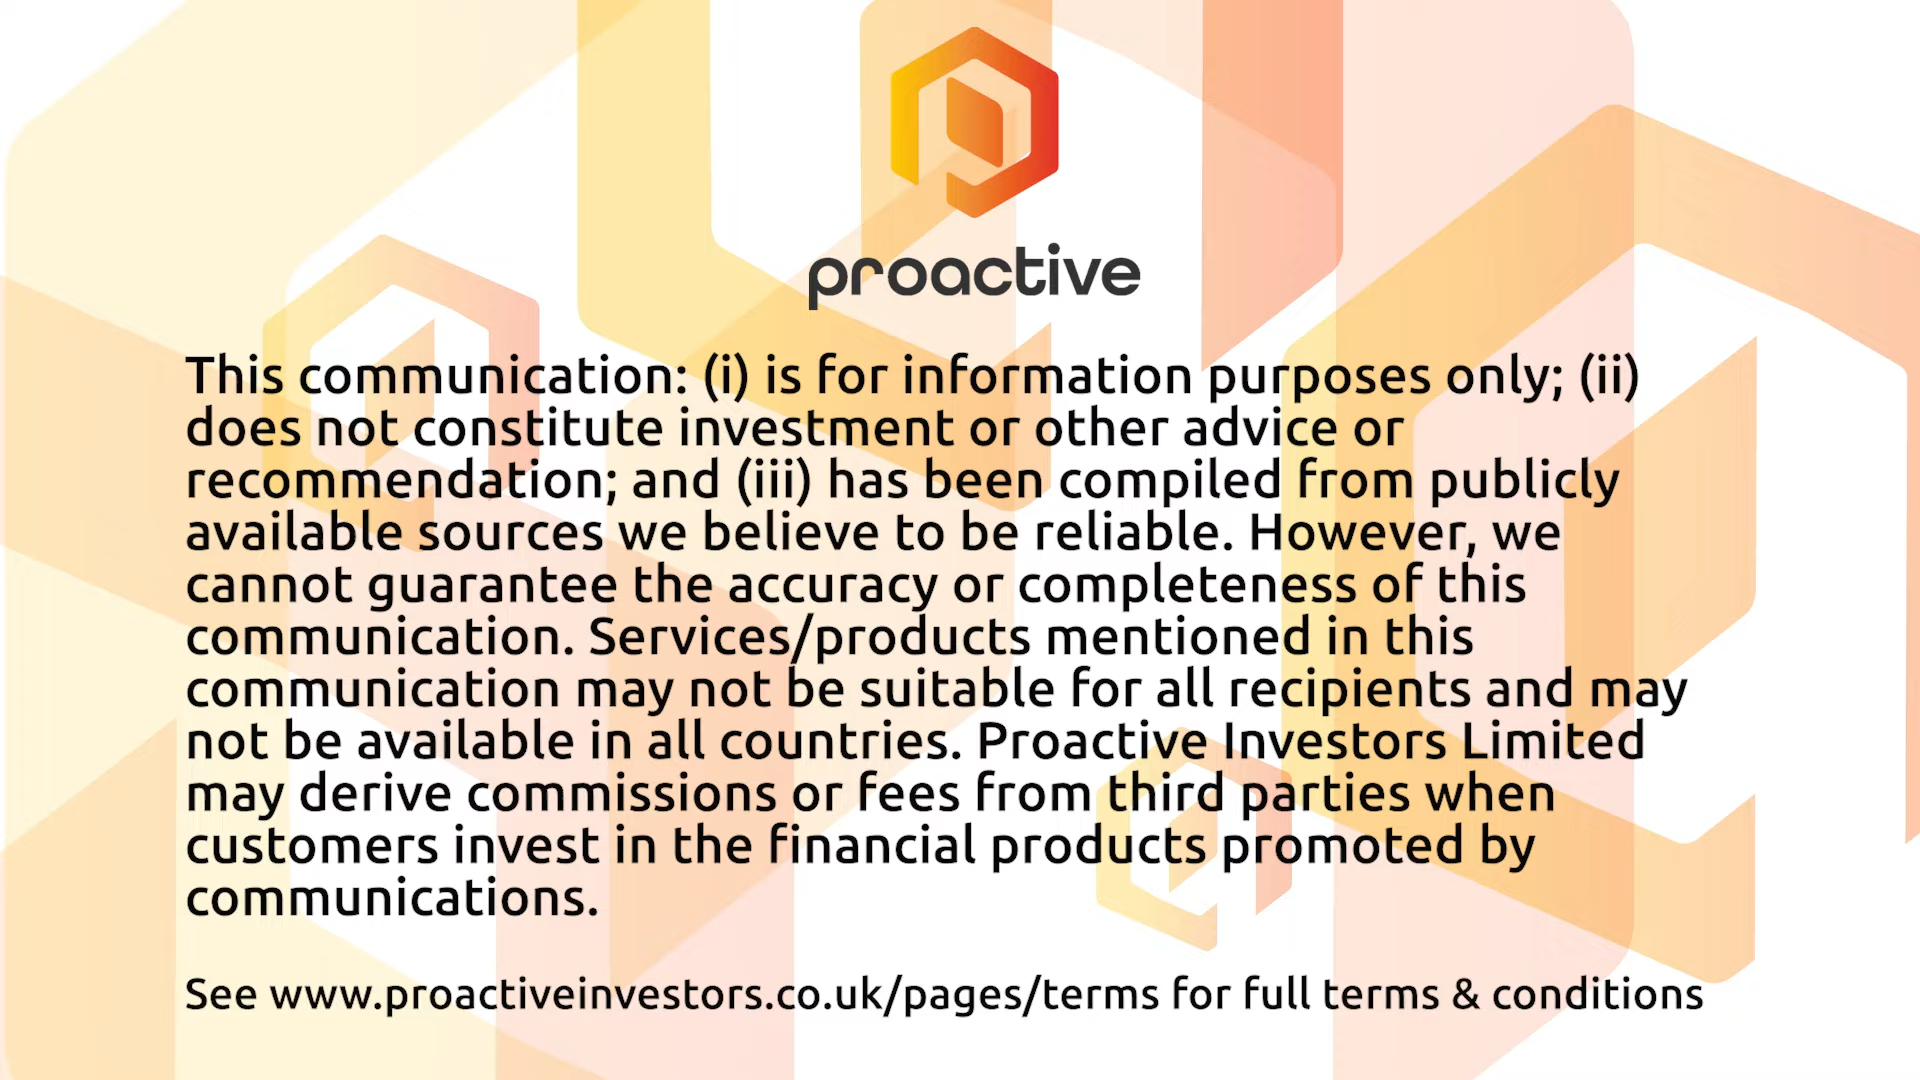 proactive
This communication: (i) is for information purposes only; (ii)
does not constitute investment or other advice or
recommendation; and (iii) has been compiled from publicly
available sources we believe to be reliable. However, we
cannot guarantee the accuracy or completeness of this
communication. Services/products mentioned in this
communication may not be suitable for all recipients and may
not be available in all countries. Proactive Investors Limited
may derive commissions or fees from third parties when
customers invest in the financial products promoted by
communications.
See www.proactiveinvestors.co.uk/pages/terms for full terms & conditions